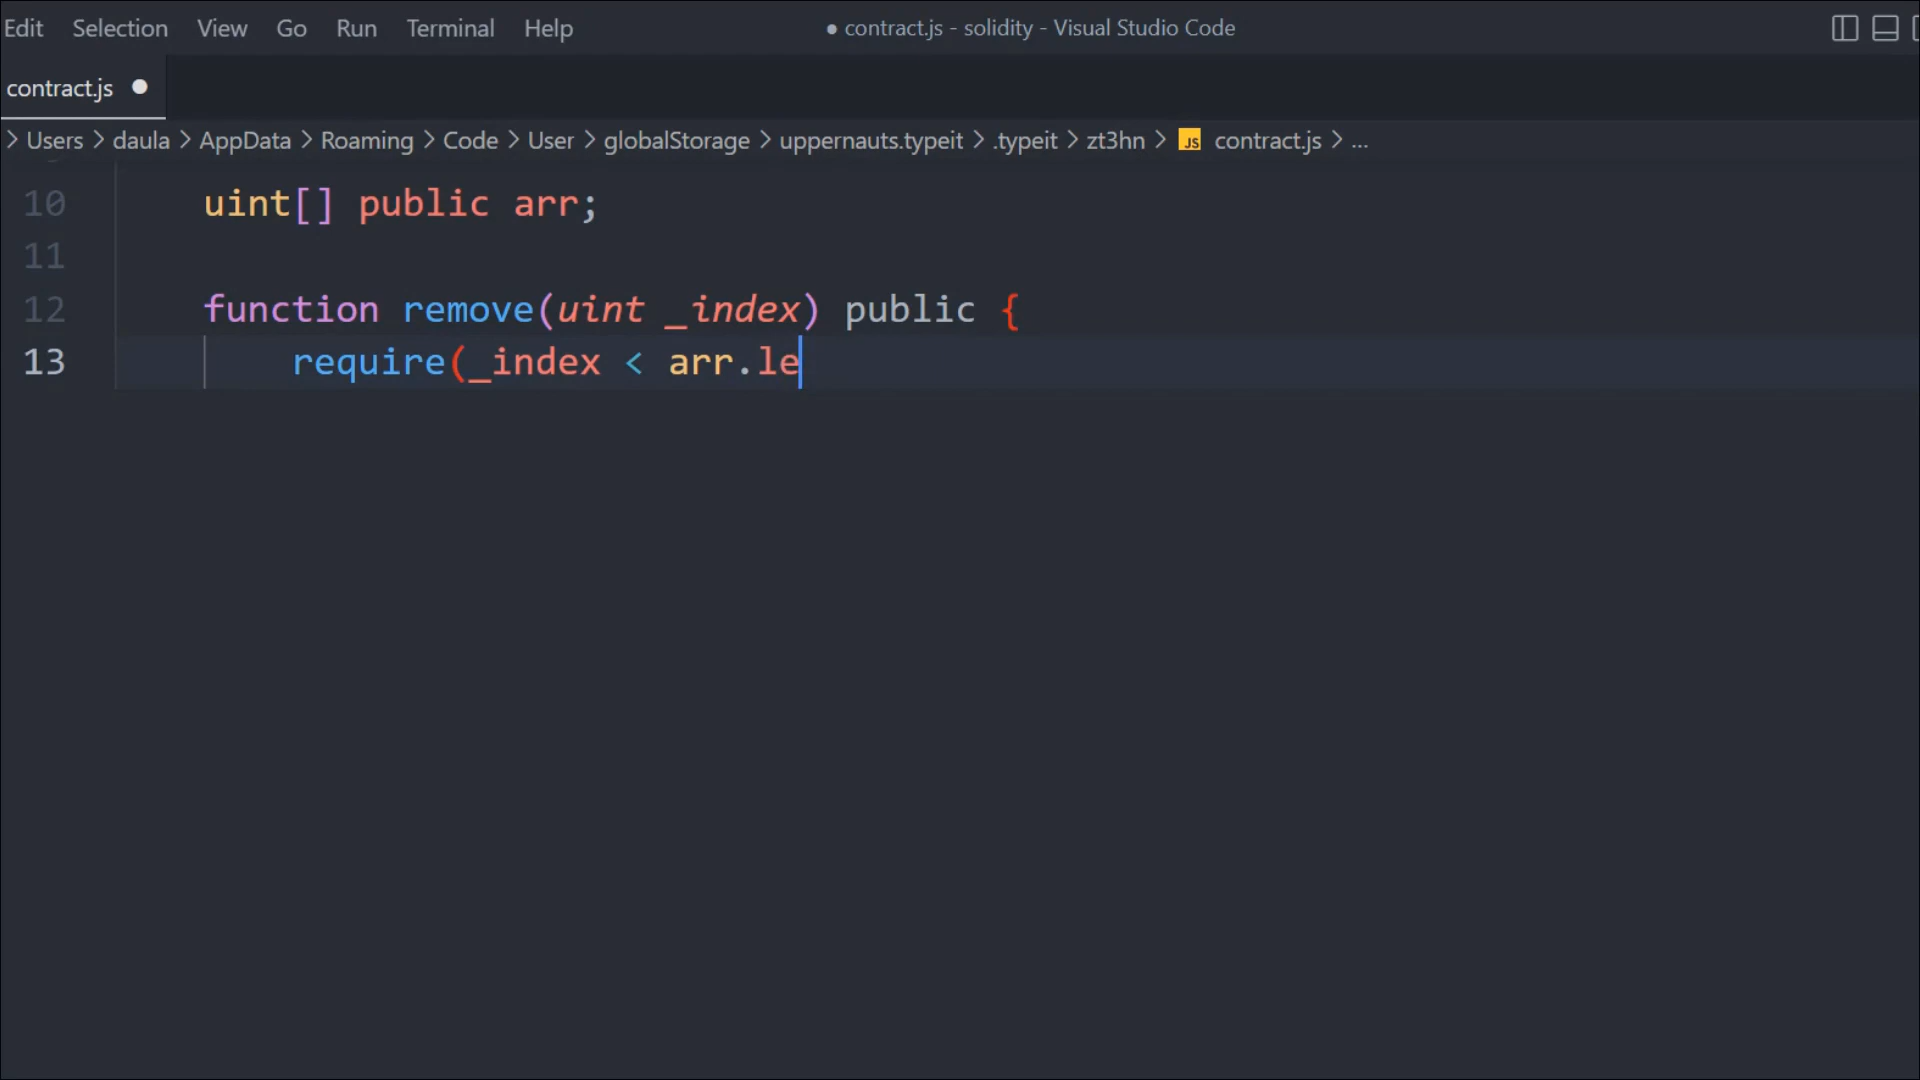 Edit Selection View Go Run Terminal Help ● contract.js - solidity - Visual Studio Code
contract.js ●
> Users > daula > AppData > Roaming > Code > User > globalStorage > uppernauts.typeit > .typeit > zt3hn > JS contract.js > ...
10 uint[] public arr;
11
12 function remove(uint _index) public {
13 require(_index < arr.le